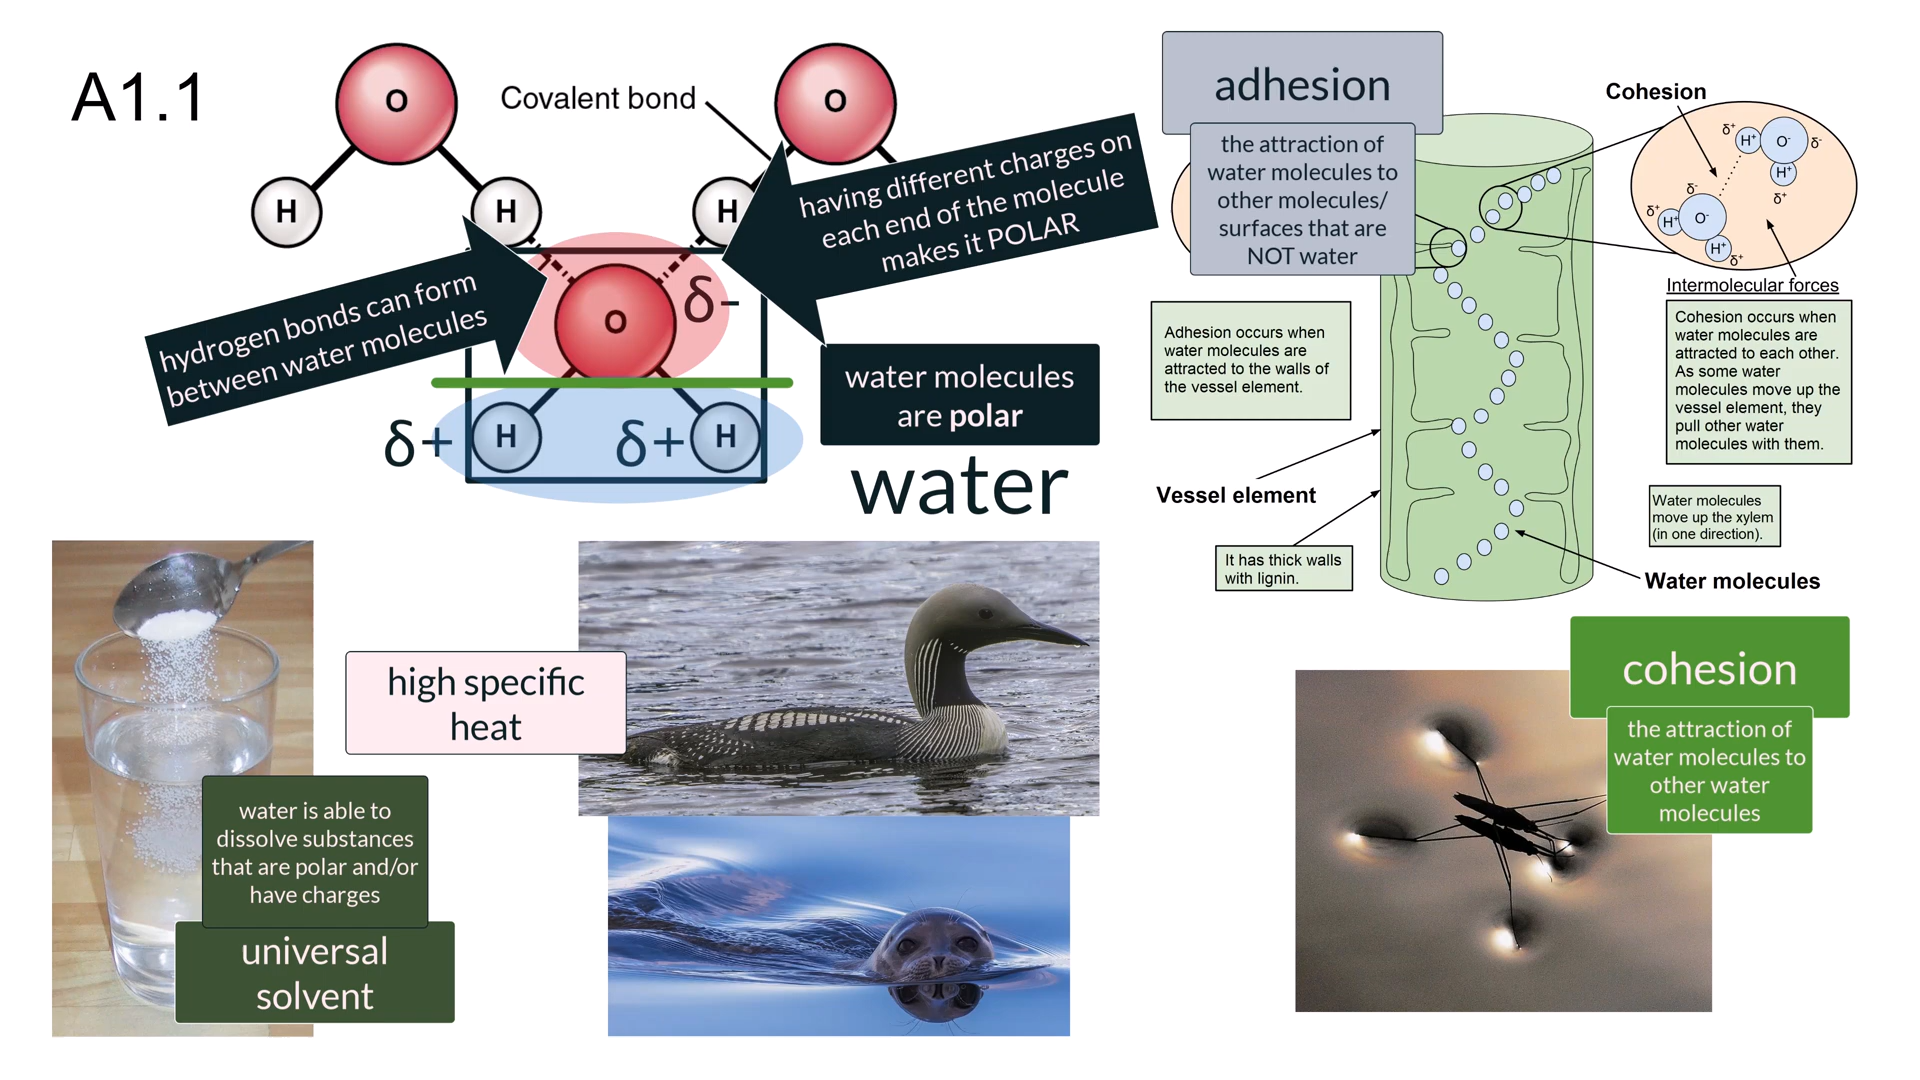 A1.1
O
O
Covalent bond
H
H
H
having different charges on
each end of the molecule
makes it POLAR
hydrogen bonds can form
between water molecules
O
δ-
δ+
H
δ+
H
water molecules
are polar
water
adhesion
the attraction of
water molecules to
other molecules/
surfaces that are
NOT water
Cohesion
δ+
H+
O-
δ-
H+
δ+
δ-
δ+
H+
O-
H+
δ+
Intermolecular forces
Adhesion occurs when
water molecules are
attracted to the walls of
the vessel element.
Cohesion occurs when
water molecules are
attracted to each other.
As some water
molecules move up the
vessel element, they
pull other water
molecules with them.
Vessel element
Water molecules
move up the xylem
(in one direction).
It has thick walls
with lignin.
Water molecules
high specific
heat
water is able to
dissolve substances
that are polar and/or
have charges
universal
solvent
cohesion
the attraction of
water molecules to
other water
molecules